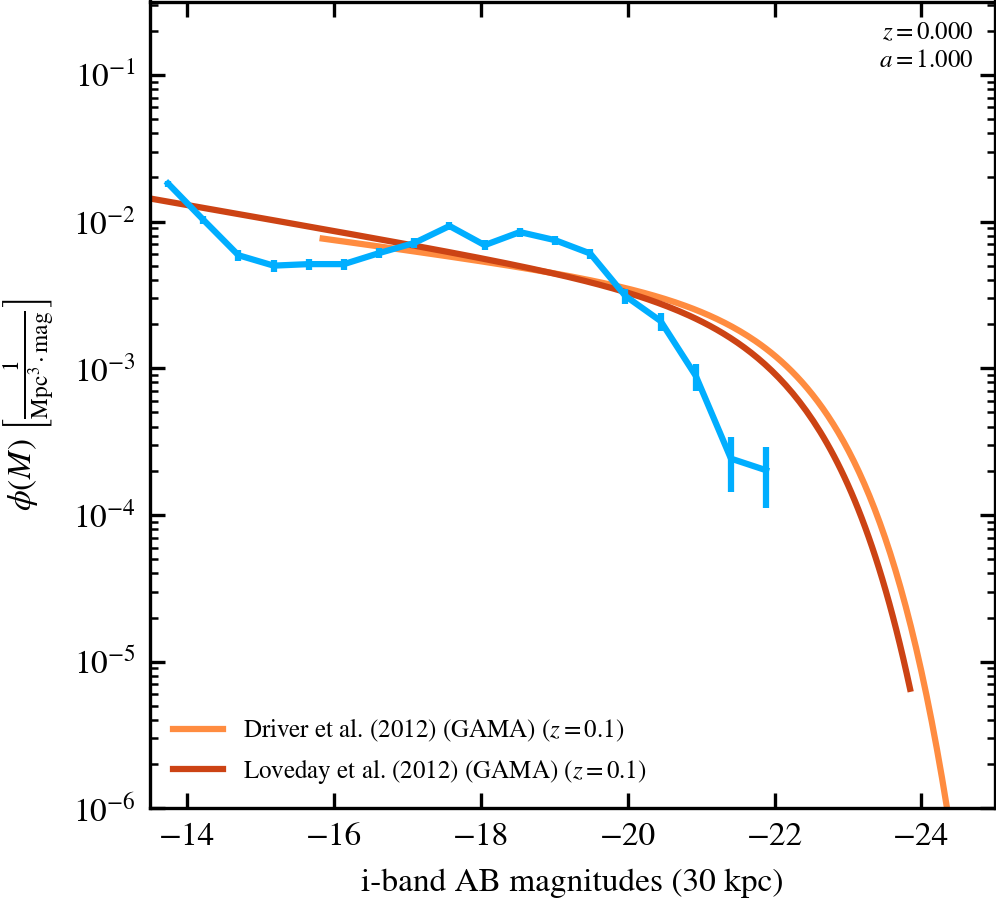 z = 0.000
a = 1.000
10⁻¹
10⁻²
10⁻³
10⁻⁴
10⁻⁵
10⁻⁶
ϕ(M) [1 / Mpc³ · mag]
Driver et al. (2012) (GAMA) (z = 0.1)
Loveday et al. (2012) (GAMA) (z = 0.1)
−14 −16 −18 −20 −22 −24
i-band AB magnitudes (30 kpc)